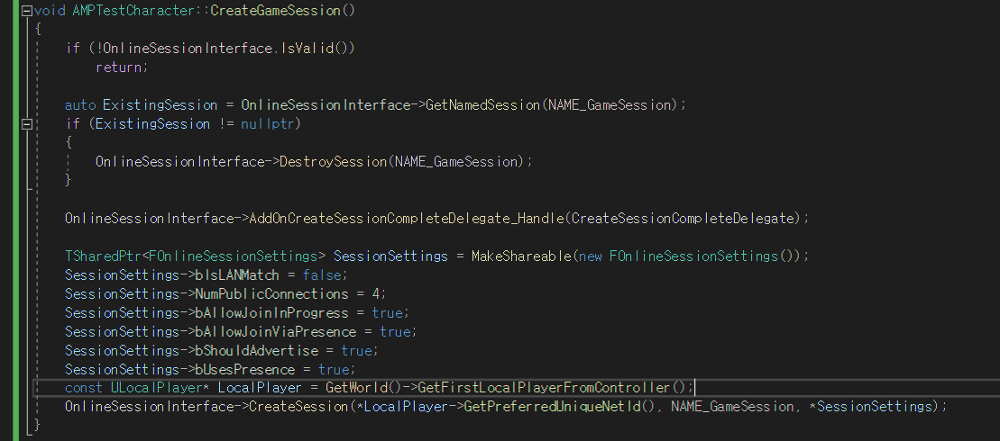 void AMPTestCharacter::CreateGameSession()
{
if (!OnlineSessionInterface.IsValid())
return;
auto ExistingSession = OnlineSessionInterface->GetNamedSession(NAME_GameSession);
if (ExistingSession != nullptr)
{
OnlineSessionInterface->DestroySession(NAME_GameSession);
}
OnlineSessionInterface->AddOnCreateSessionCompleteDelegate_Handle(CreateSessionCompleteDelegate);
TSharedPtr<FOnlineSessionSettings> SessionSettings = MakeShareable(new FOnlineSessionSettings());
SessionSettings->bIsLANMatch = false;
SessionSettings->NumPublicConnections = 4;
SessionSettings->bAllowJoinInProgress = true;
SessionSettings->bAllowJoinViaPresence = true;
SessionSettings->bShouldAdvertise = true;
SessionSettings->bUsesPresence = true;
const ULocalPlayer* LocalPlayer = GetWorld()->GetFirstLocalPlayerFromController();
OnlineSessionInterface->CreateSession(*LocalPlayer->GetPreferredUniqueNetId(), NAME_GameSession, *SessionSettings);
}